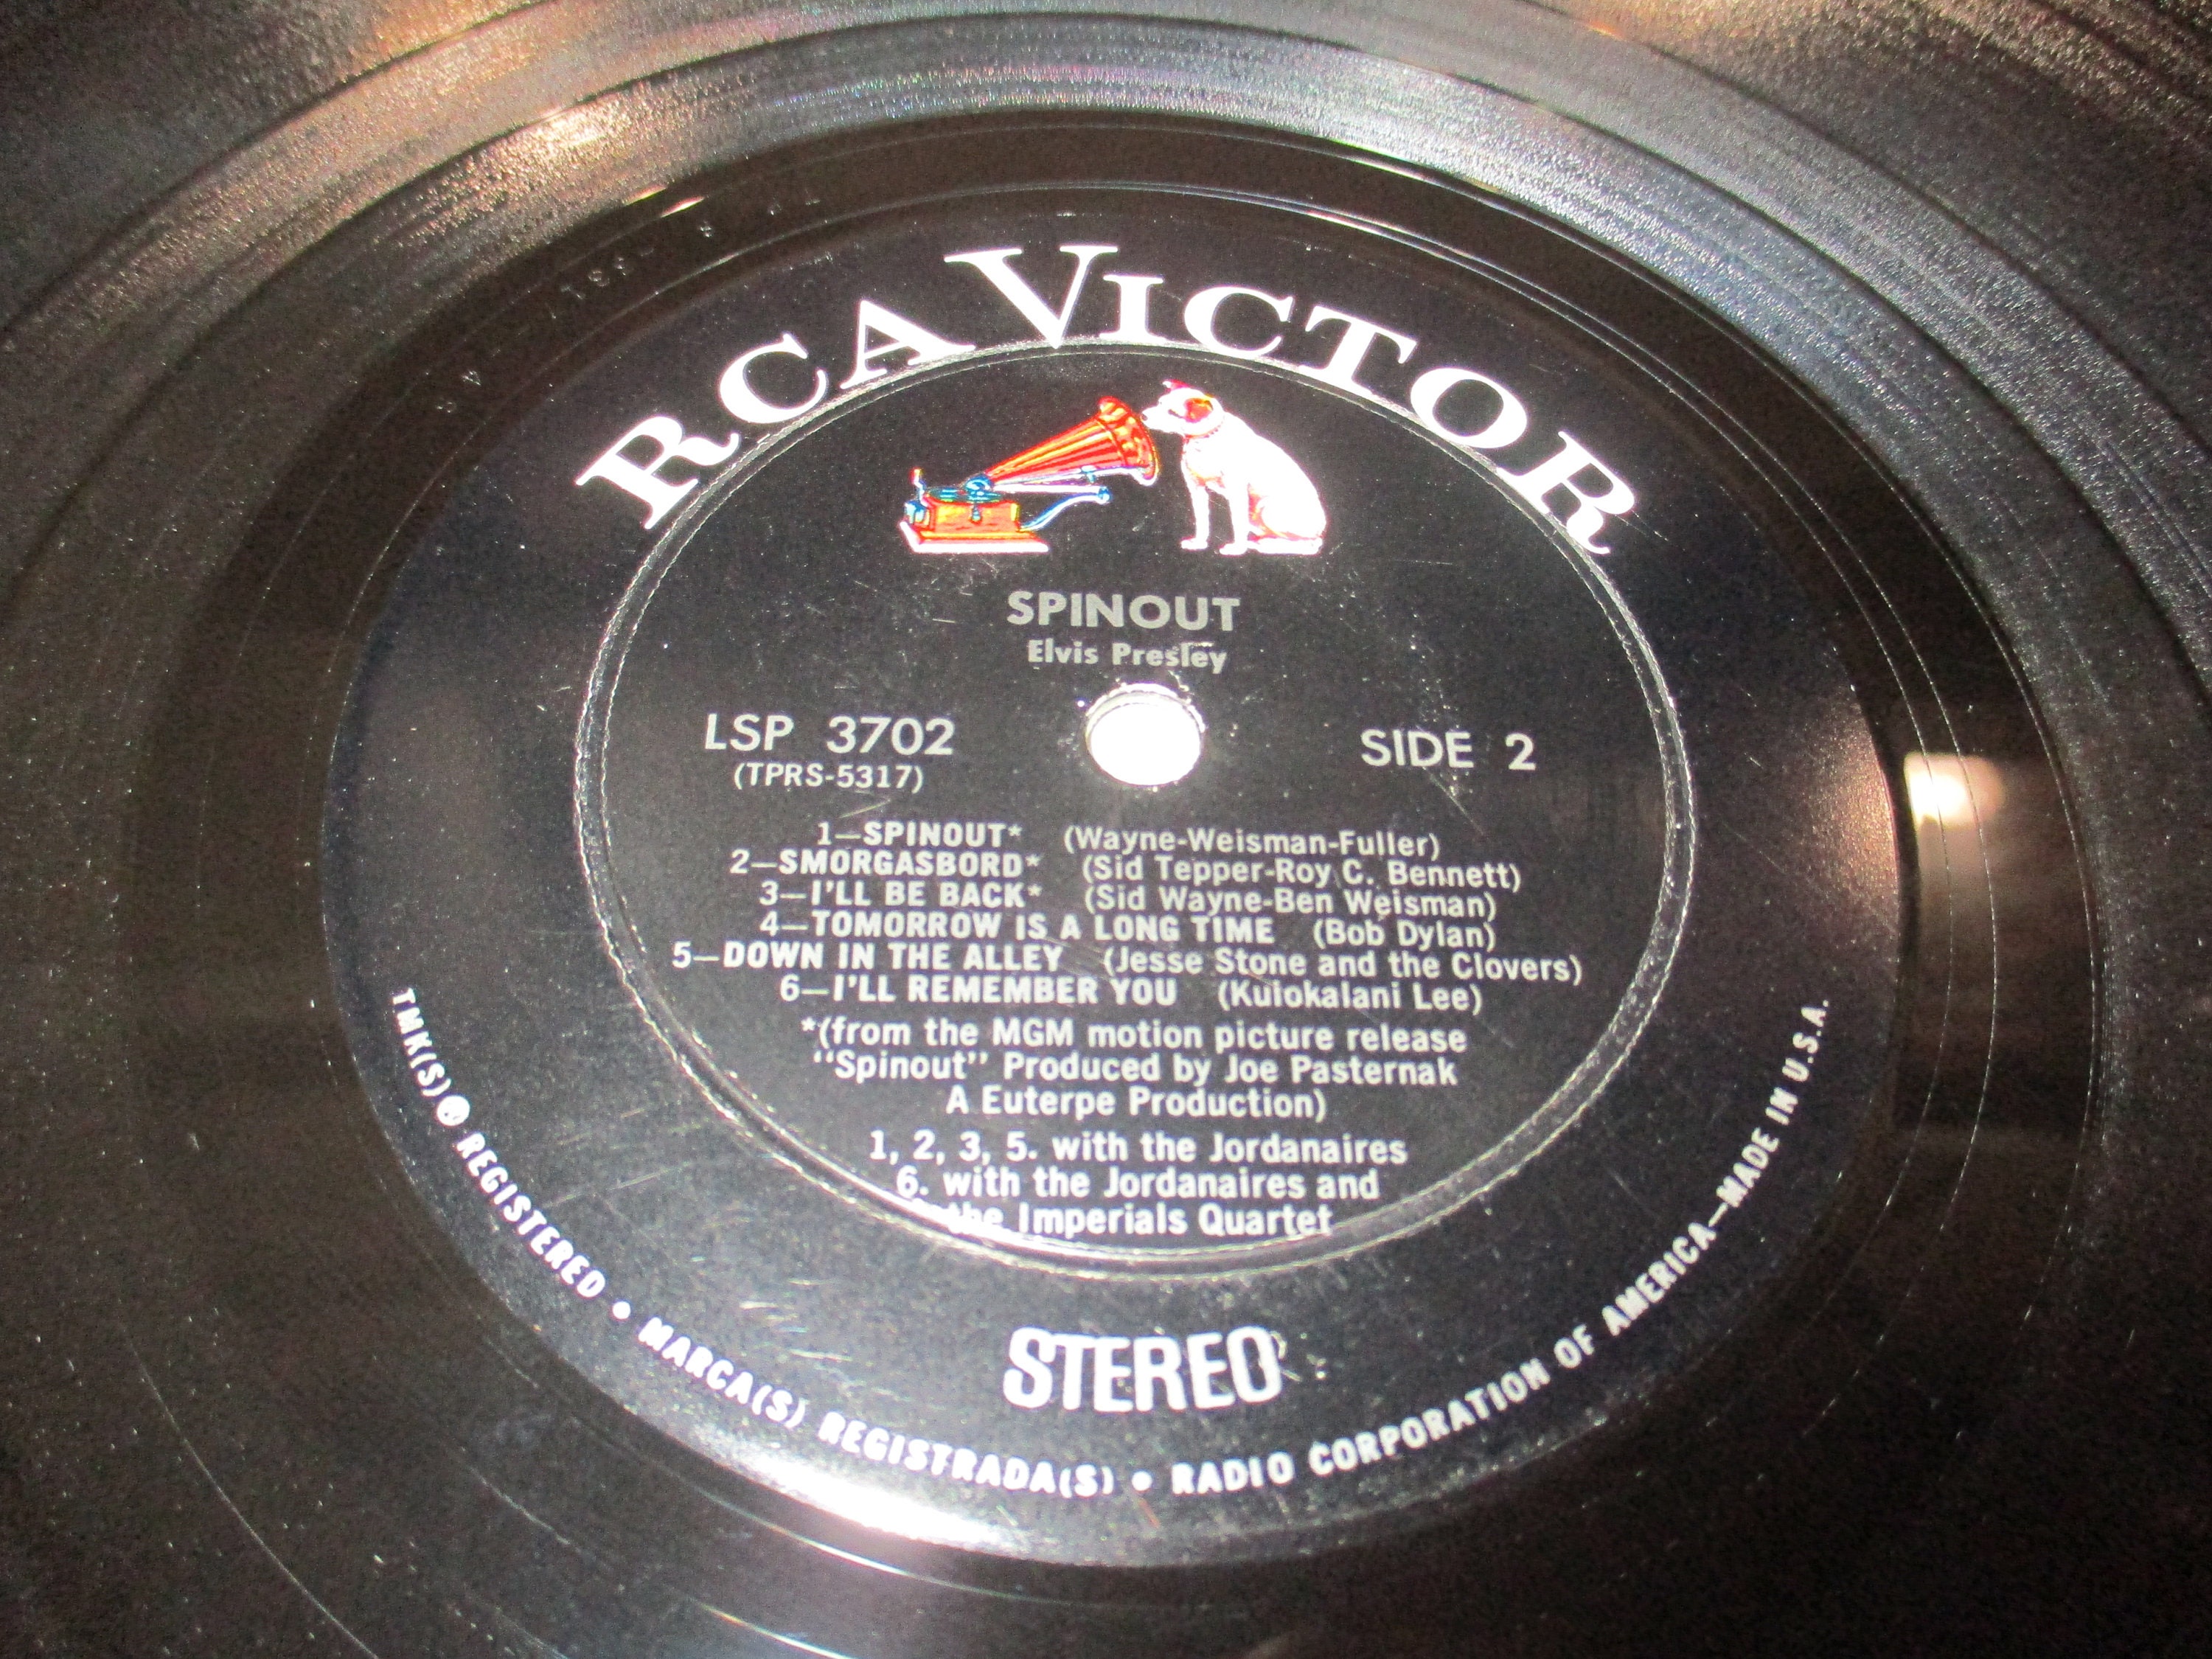 RCA VICTOR
SPINOUT
Elvis Presley
LSP 3702
(TPRS-5317)
SIDE 2
1—SPINOUT* (Wayne-Weisman-Fuller)
2—SMORGASBORD* (Sid Tepper-Roy C. Bennett)
3—I'LL BE BACK* (Sid Wayne-Ben Weisman)
4—TOMORROW IS A LONG TIME (Bob Dylan)
5—DOWN IN THE ALLEY (Jesse Stone and the Clovers)
6—I'LL REMEMBER YOU (Kuiokalani Lee)
*(from the MGM motion picture release
"Spinout" Produced by Joe Pasternak
A Euterpe Production)
1, 2, 3, 5. with the Jordanaires
6. with the Jordanaires and
the Imperials Quartet
STEREO
TMK(S) ® REGISTERED • MARCA(S) REGISTRADA(S) • RADIO CORPORATION OF AMERICA—MADE IN U.S.A.